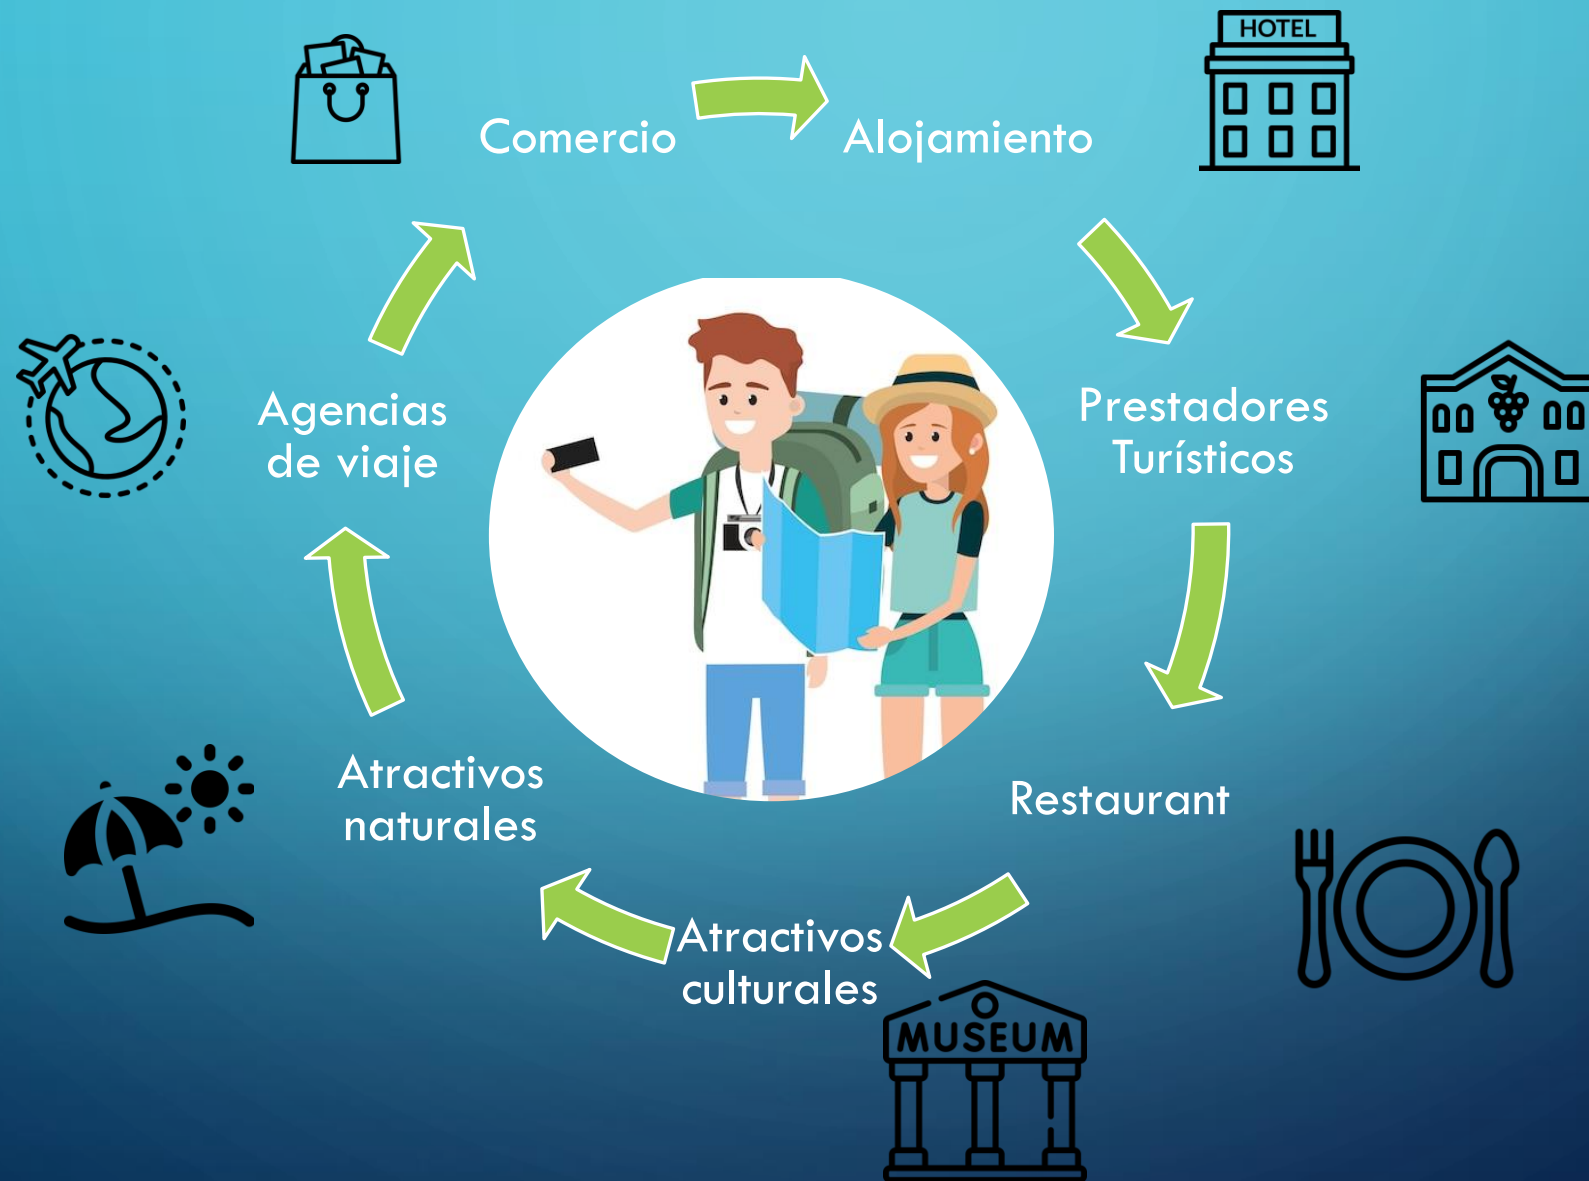 HOTEL
Comercio
Alojamiento
Prestadores
Turísticos
Agencias
de viaje
Restaurant
Atractivos
naturales
Atractivos
culturales
MUSEUM